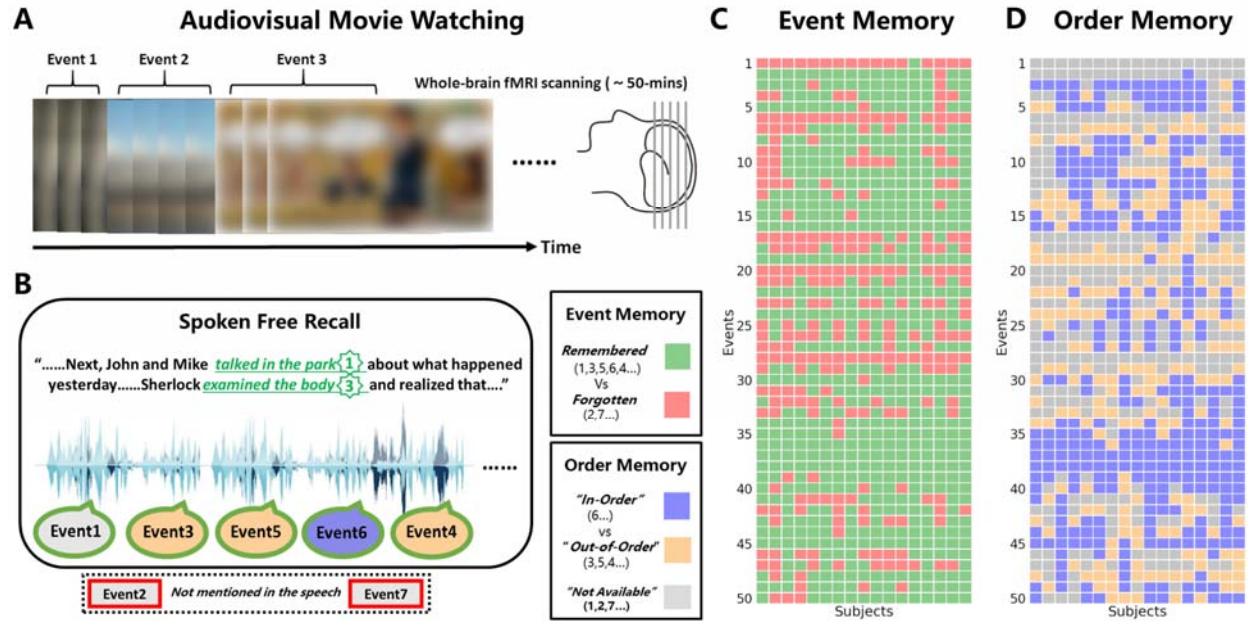 A
Audiovisual Movie Watching
Event 1
Event 2
Event 3
Whole-brain fMRI scanning ( ~ 50-mins)
......
Time
B
Spoken Free Recall
“......Next, John and Mike talked in the park 1 about what happened
yesterday......Sherlock examined the body 3 and realized that....”
......
Event1
Event3
Event5
Event6
Event4
Event2
Not mentioned in the speech
Event7
Event Memory
Remembered
(1,3,5,6,4...)
Vs
Forgotten
(2,7...)
Order Memory
“In-Order”
(6...)
vs
“Out-of-Order”
(3,5,4...)
“Not Available”
(1,2,7...)
C
Event Memory
1
5
10
15
20
25
30
35
40
45
50
Events
Subjects
D
Order Memory
1
5
10
15
20
25
30
35
40
45
50
Events
Subjects